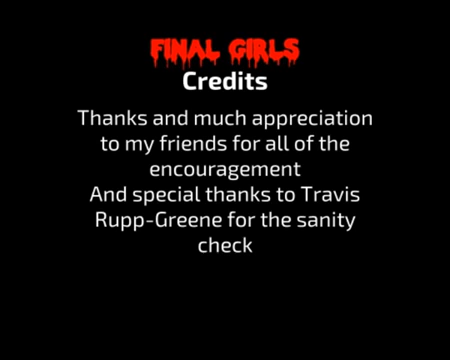 FINAL GIRLS
Credits
Thanks and much appreciation
to my friends for all of the
encouragement
And special thanks to Travis
Rupp-Greene for the sanity
check